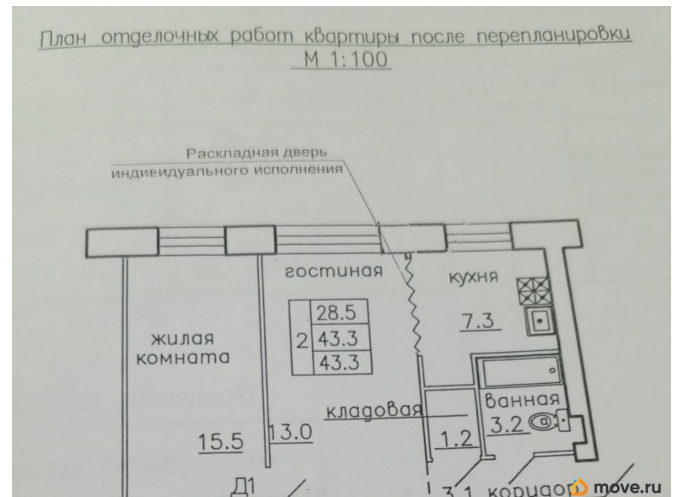 План отделочных работ квартиры после перепланировки
М 1:100
Раскладная дверь
индивидуального исполнения
гостиная
кухня
28.5
2
43.3
43.3
7.3
жилая
комната
кладовая
ванная
15.5
13.0
1.2
3.2
Д1
3.1
коридор
move.ru